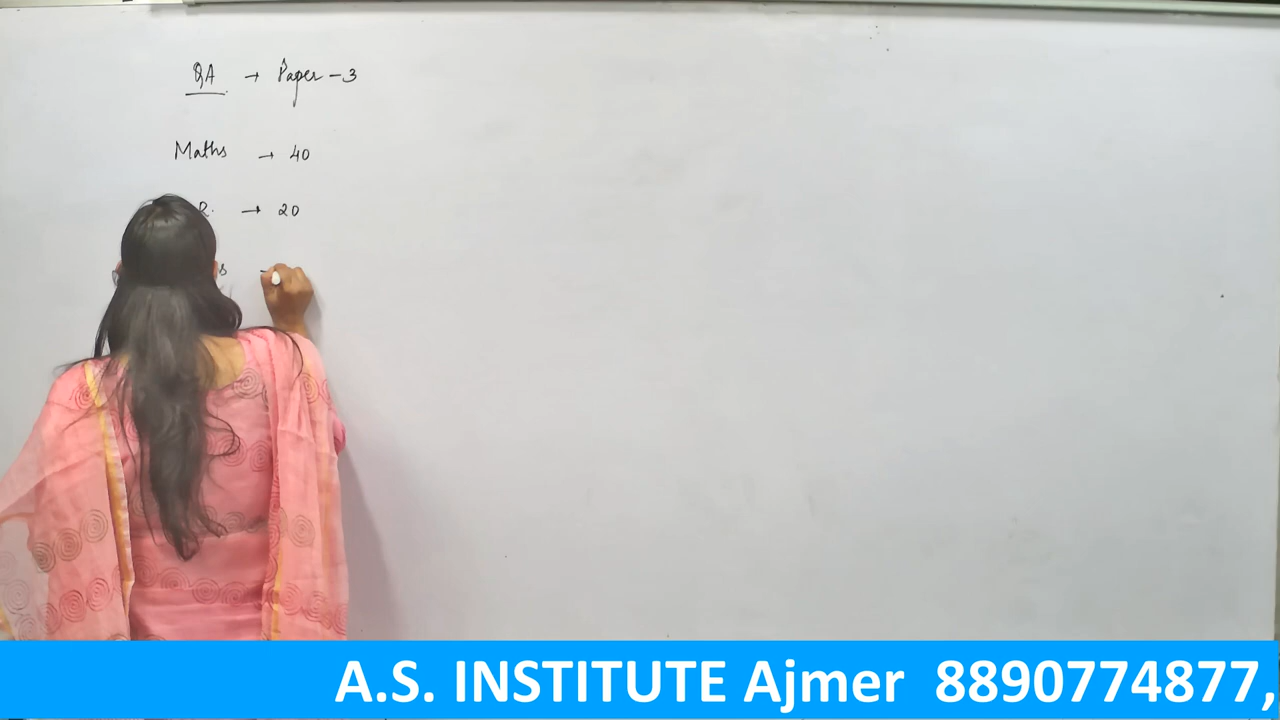 QA → Paper - 3
Maths → 40
R. → 20
s -
A.S. INSTITUTE Ajmer 8890774877,